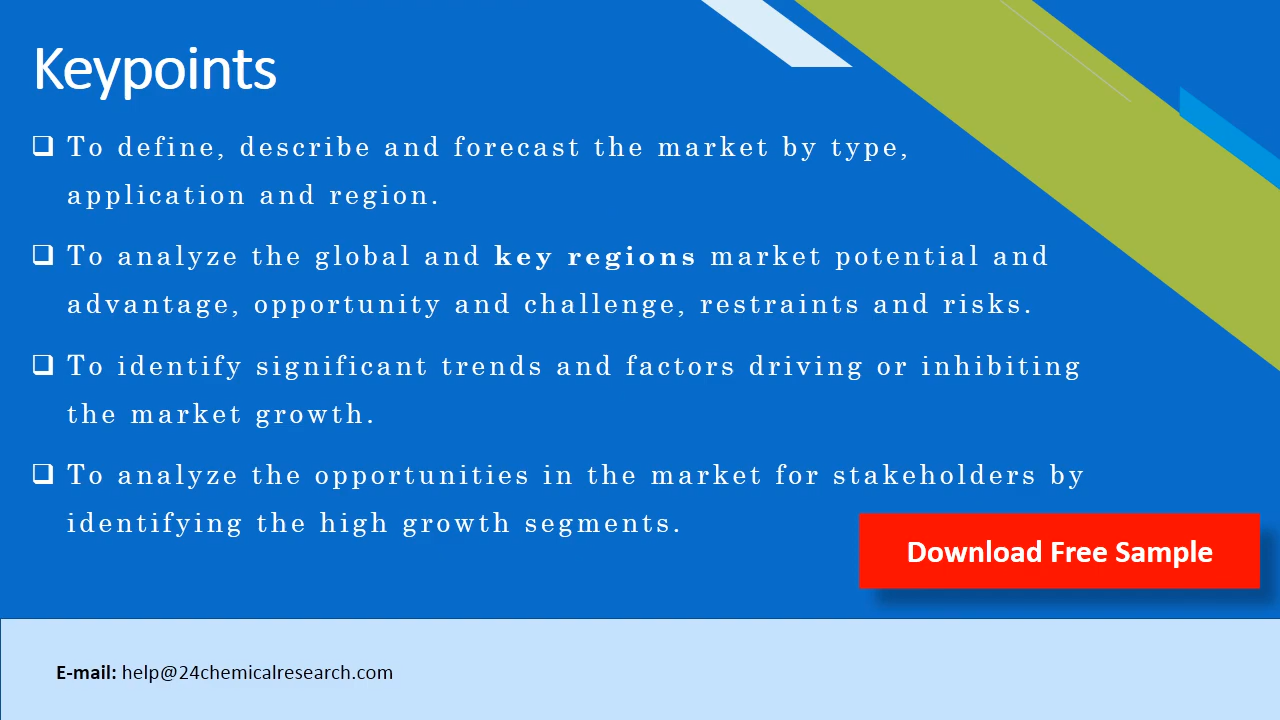 Keypoints
❑ To define, describe and forecast the market by type,
application and region.
❑ To analyze the global and key regions market potential and
advantage, opportunity and challenge, restraints and risks.
❑ To identify significant trends and factors driving or inhibiting
the market growth.
❑ To analyze the opportunities in the market for stakeholders by
identifying the high growth segments.
Download Free Sample
E-mail: help@24chemicalresearch.com